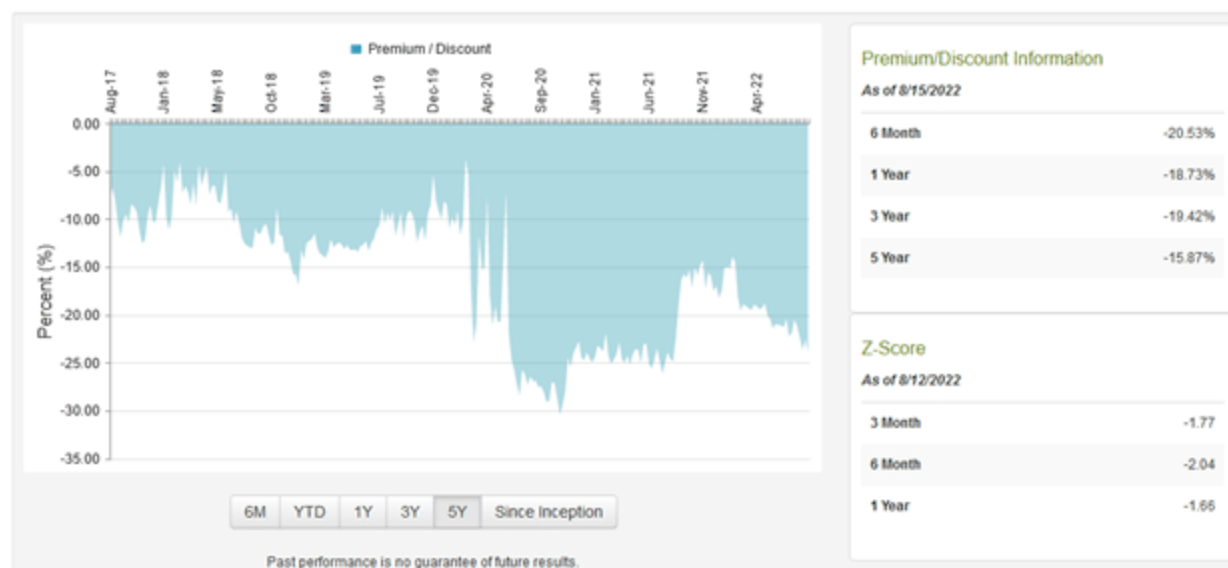 Premium / Discount
Aug-17
Jan-18
May-18
Oct-18
Mar-19
Jul-19
Dec-19
Apr-20
Sep-20
Jan-21
Jun-21
Nov-21
Apr-22
0.00
-5.00
-10.00
-15.00
-20.00
-25.00
-30.00
-35.00
Percent (%)
6M YTD 1Y 3Y 5Y Since Inception
Past performance is no guarantee of future results.
Premium/Discount Information
As of 8/15/2022
6 Month -20.53%
1 Year -18.73%
3 Year -19.42%
5 Year -15.87%
Z-Score
As of 8/12/2022
3 Month -1.77
6 Month -2.04
1 Year -1.66